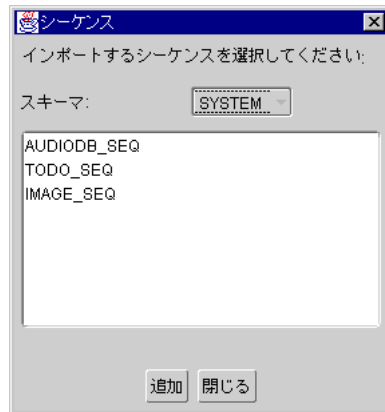 シーケンス
インポートするシーケンスを選択してください:
スキーマ: SYSTEM
AUDIODB_SEQ
TODO_SEQ
IMAGE_SEQ
追加 閉じる